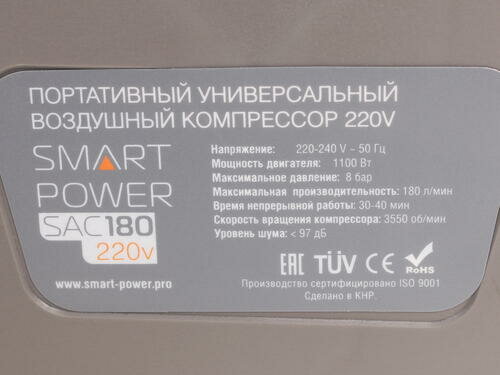 ПОРТАТИВНЫЙ УНИВЕРСАЛЬНЫЙ
ВОЗДУШНЫЙ КОМПРЕССОР 220V
SMART
POWER
SAC180
220v
www.smart-power.pro
Напряжение: 220-240 V ~ 50 Гц
Мощность двигателя: 1100 Вт
Максимальное давление: 8 бар
Максимальная производительность: 180 л/мин
Время непрерывной работы: 30-40 мин
Скорость вращения компрессора: 3550 об/мин
Уровень шума: < 97 дБ
EAC TÜV CE RoHS
Производство сертифицировано ISO 9001
Сделано в КНР.